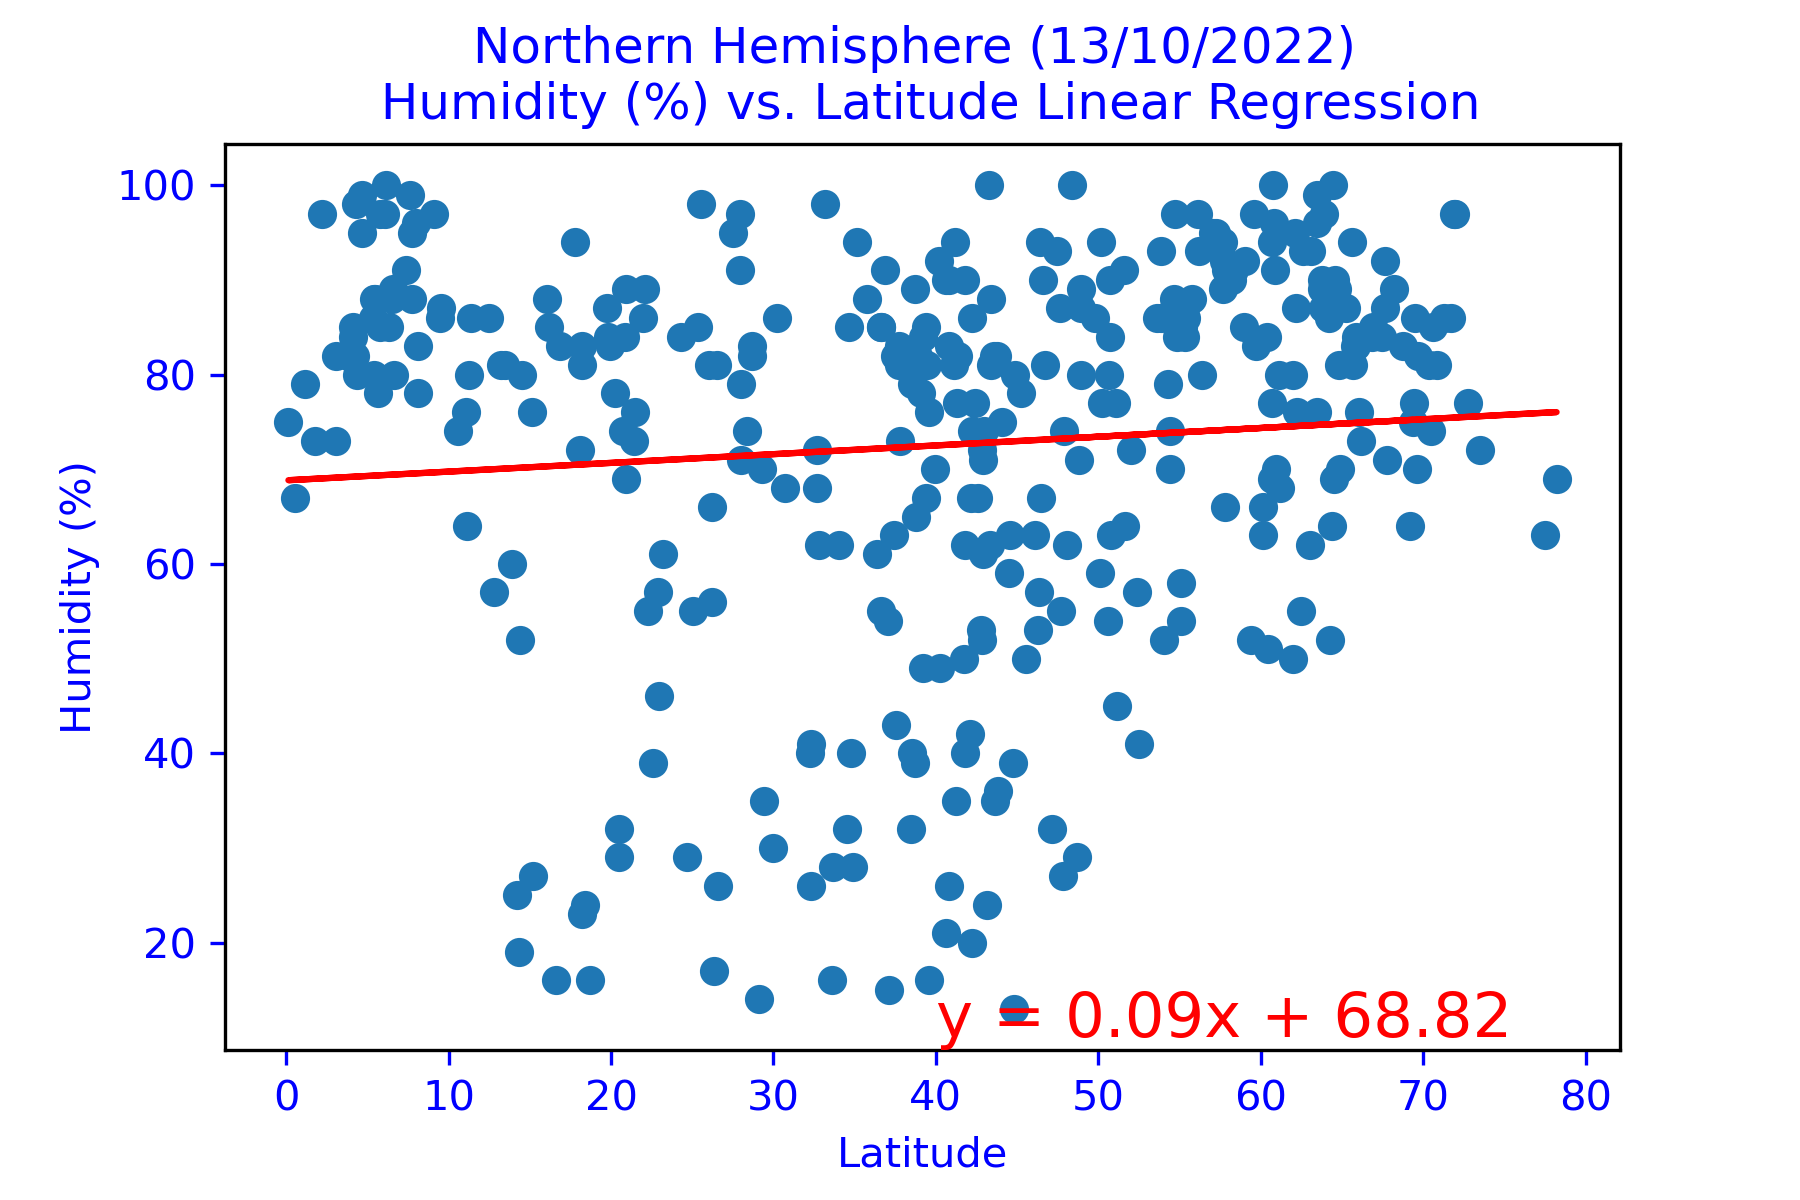 Northern Hemisphere (13/10/2022)
Humidity (%) vs. Latitude Linear Regression
Humidity (%)
100
80
60
40
20
y = 0.09x + 68.82
0 10 20 30 40 50 60 70 80
Latitude